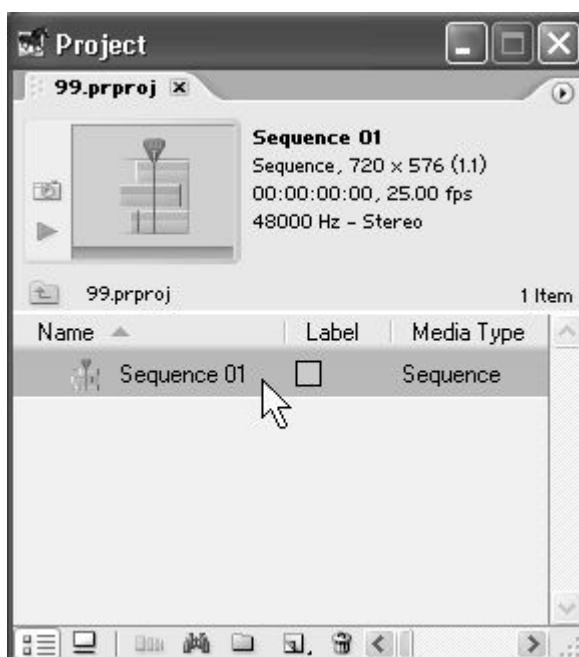 Project
99.prproj
Sequence 01
Sequence, 720 × 576 (1.1)
00:00:00:00, 25.00 fps
48000 Hz - Stereo
99.prproj 1 Item
Name Label Media Type
Sequence 01 Sequence